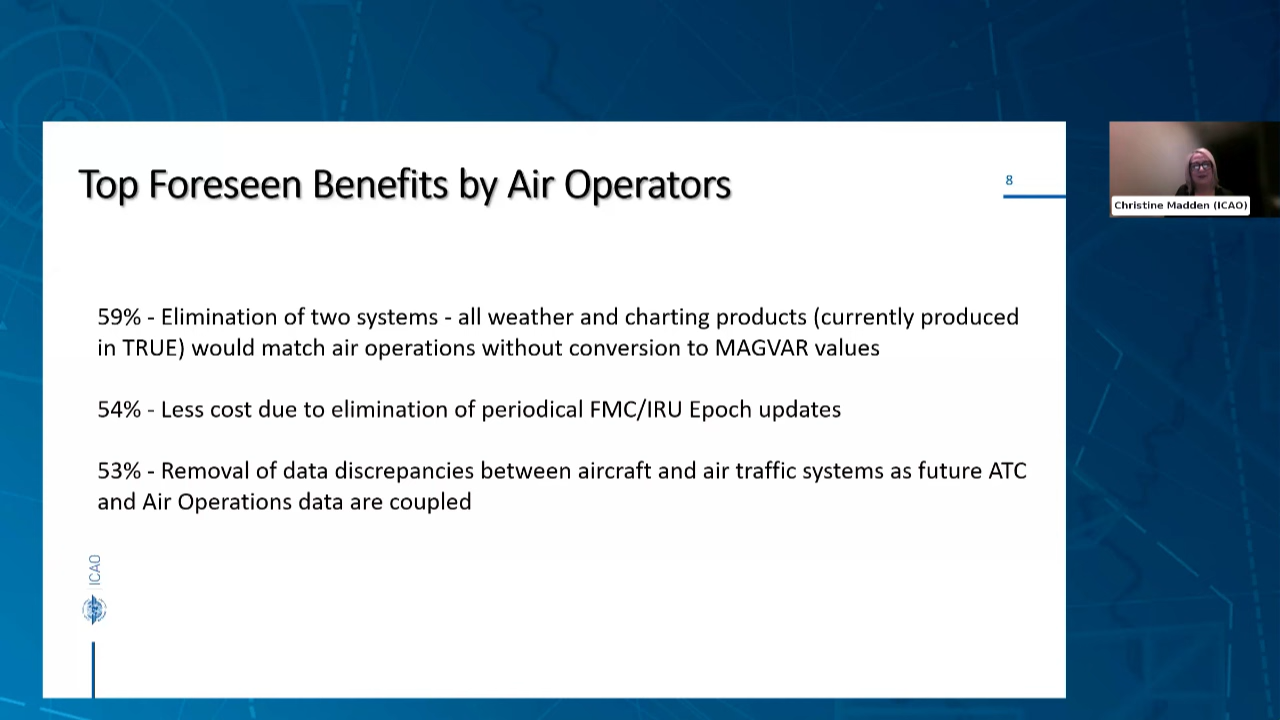 Top Foreseen Benefits by Air Operators
8
Christine Madden (ICAO)
59% - Elimination of two systems - all weather and charting products (currently produced
in TRUE) would match air operations without conversion to MAGVAR values
54% - Less cost due to elimination of periodical FMC/IRU Epoch updates
53% - Removal of data discrepancies between aircraft and air traffic systems as future ATC
and Air Operations data are coupled
ICAO